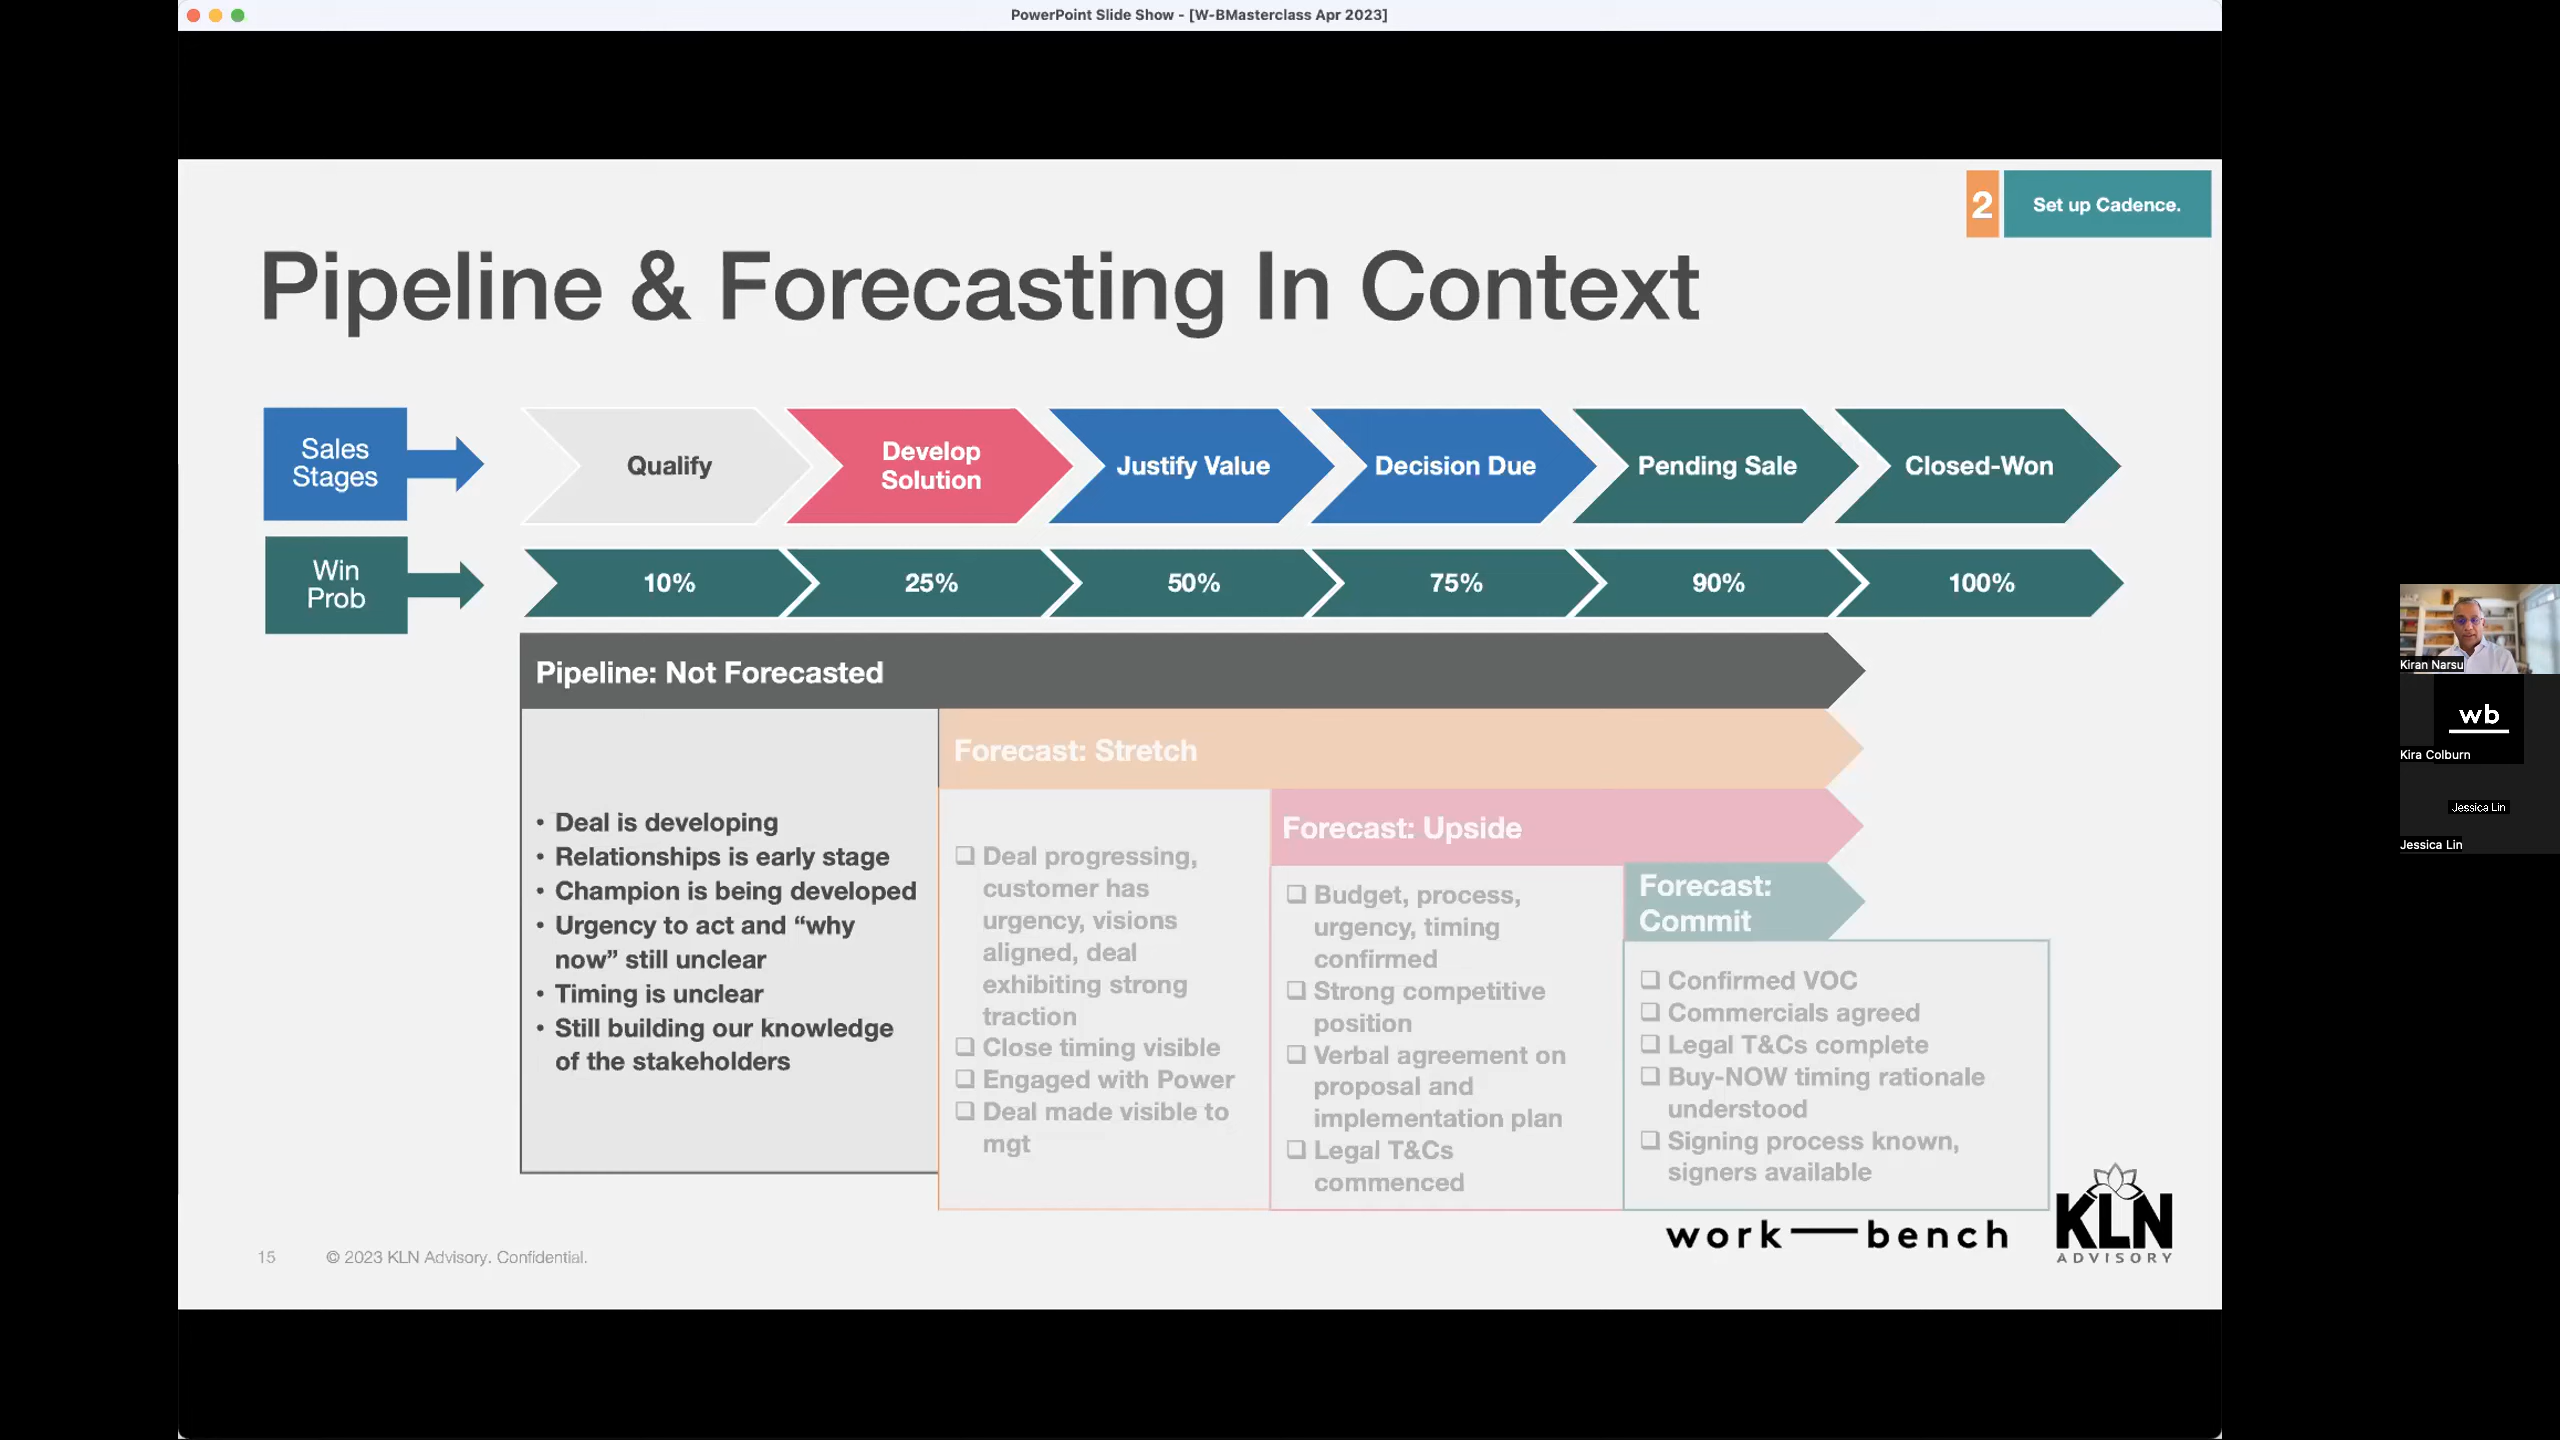 PowerPoint Slide Show - [W-BMasterclass Apr 2023]
2
Set up Cadence.
Pipeline & Forecasting In Context
Sales
Stages
Qualify
Develop
Solution
Justify Value
Decision Due
Pending Sale
Closed-Won
Win
Prob
10%
25%
50%
75%
90%
100%
Pipeline: Not Forecasted
• Deal is developing
• Relationships is early stage
• Champion is being developed
• Urgency to act and “why
now” still unclear
• Timing is unclear
• Still building our knowledge
of the stakeholders
Forecast: Stretch
❑ Deal progressing,
customer has
urgency, visions
aligned, deal
exhibiting strong
traction
❑ Close timing visible
❑ Engaged with Power
❑ Deal made visible to
mgt
Forecast: Upside
❑ Budget, process,
urgency, timing
confirmed
❑ Strong competitive
position
❑ Verbal agreement on
proposal and
implementation plan
❑ Legal T&Cs
commenced
Forecast:
Commit
❑ Confirmed VOC
❑ Commercials agreed
❑ Legal T&Cs complete
❑ Buy-NOW timing rationale
understood
❑ Signing process known,
signers available
15
© 2023 KLN Advisory. Confidential.
work—bench
KLN
ADVISORY
Kiran Narsu
wb
Kira Colburn
Jessica Lin
Jessica Lin